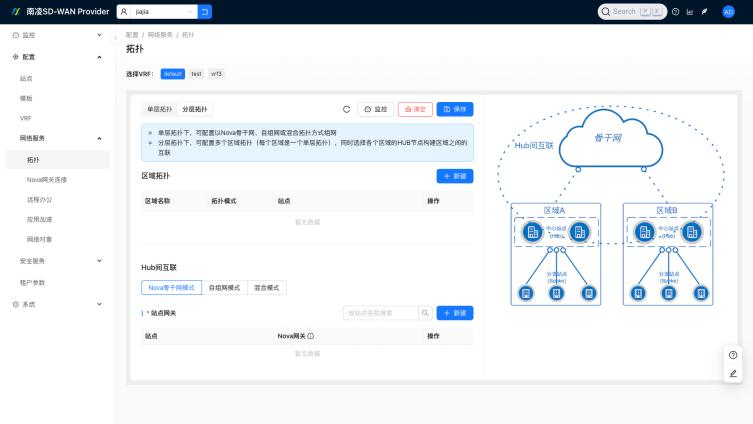 南凌SD-WAN Provider
jiajia
Search
AD
监控
配置
站点
模板
VRF
网络服务
拓扑
Nova网关连接
远程办公
应用加速
网络对象
安全服务
租户参数
系统
配置 / 网络服务 / 拓扑
拓扑
选择VRF: default test vrf3
单层拓扑 分层拓扑 监控 清空 保存
单层拓扑下，可配置以Nova骨干网、自组网或混合拓扑方式组网
分层拓扑下，可配置多个区域拓扑（每个区域是一个单层拓扑），同时选择各个区域的HUB节点构建区域之间的
互联
区域拓扑 + 新建
区域名称 拓扑模式 站点 操作
暂无数据
Hub间互联
Nova骨干网模式 自组网模式 混合模式
* 站点网关 按站点名称搜索 + 新建
站点 Nova网关 操作
暂无数据
骨干网
Hub间互联
区域A 区域B
中心站点 中心站点
(Hub) (Hub)
分支站点 分支站点
(Spoke) (Spoke)